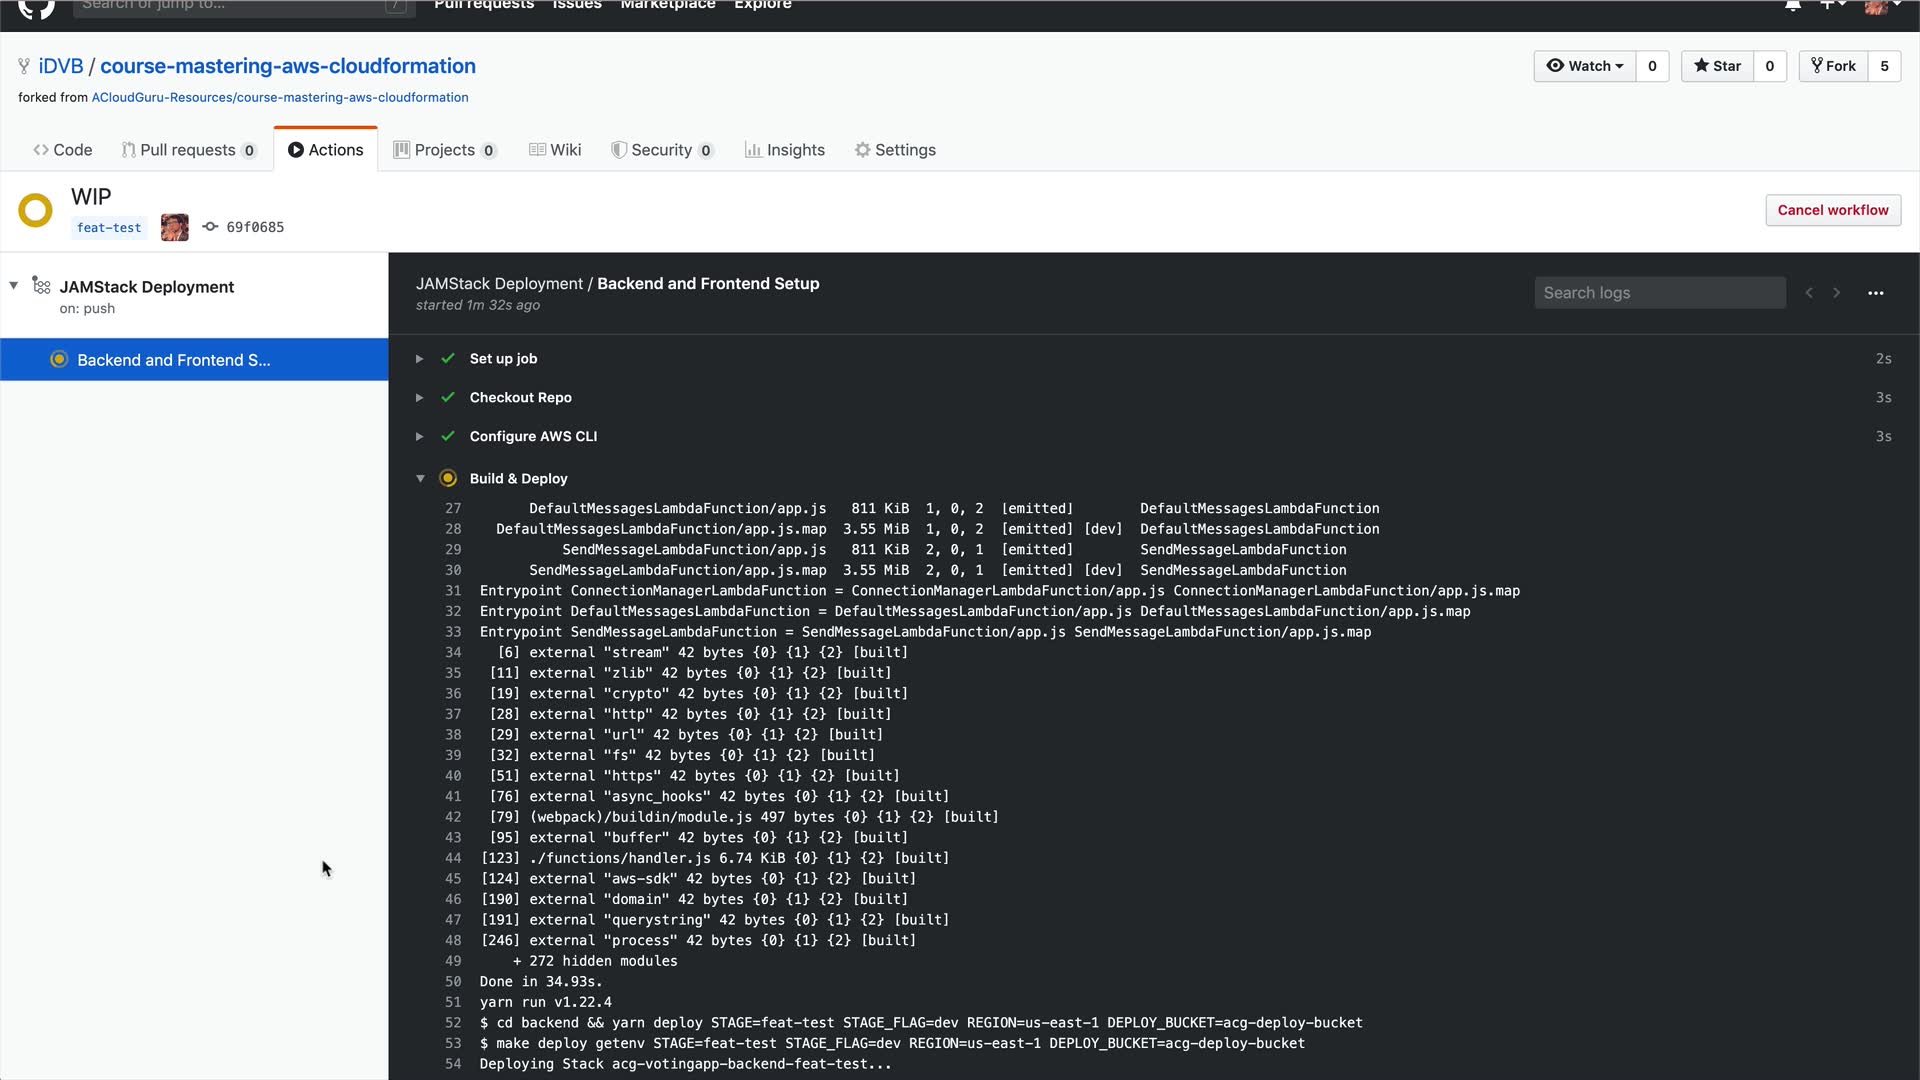 Search or jump to... /
Pull requests Issues Marketplace Explore
iDVB / course-mastering-aws-cloudformation
Watch 0 Star 0 Fork 5
forked from ACloudGuru-Resources/course-mastering-aws-cloudformation
Code Pull requests 0 Actions Projects 0 Wiki Security 0 Insights Settings
WIP
feat-test 69f0685
Cancel workflow
JAMStack Deployment
on: push
Backend and Frontend S...
JAMStack Deployment / Backend and Frontend Setup
started 1m 32s ago
Search logs
Set up job 2s
Checkout Repo 3s
Configure AWS CLI 3s
Build & Deploy
27 DefaultMessagesLambdaFunction/app.js 811 KiB 1, 0, 2 [emitted] DefaultMessagesLambdaFunction
28 DefaultMessagesLambdaFunction/app.js.map 3.55 MiB 1, 0, 2 [emitted] [dev] DefaultMessagesLambdaFunction
29 SendMessageLambdaFunction/app.js 811 KiB 2, 0, 1 [emitted] SendMessageLambdaFunction
30 SendMessageLambdaFunction/app.js.map 3.55 MiB 2, 0, 1 [emitted] [dev] SendMessageLambdaFunction
31 Entrypoint ConnectionManagerLambdaFunction = ConnectionManagerLambdaFunction/app.js ConnectionManagerLambdaFunction/app.js.map
32 Entrypoint DefaultMessagesLambdaFunction = DefaultMessagesLambdaFunction/app.js DefaultMessagesLambdaFunction/app.js.map
33 Entrypoint SendMessageLambdaFunction = SendMessageLambdaFunction/app.js SendMessageLambdaFunction/app.js.map
34 [6] external "stream" 42 bytes {0} {1} {2} [built]
35 [11] external "zlib" 42 bytes {0} {1} {2} [built]
36 [19] external "crypto" 42 bytes {0} {1} {2} [built]
37 [28] external "http" 42 bytes {0} {1} {2} [built]
38 [29] external "url" 42 bytes {0} {1} {2} [built]
39 [32] external "fs" 42 bytes {0} {1} {2} [built]
40 [51] external "https" 42 bytes {0} {1} {2} [built]
41 [76] external "async_hooks" 42 bytes {0} {1} {2} [built]
42 [79] (webpack)/buildin/module.js 497 bytes {0} {1} {2} [built]
43 [95] external "buffer" 42 bytes {0} {1} {2} [built]
44 [123] ./functions/handler.js 6.74 KiB {0} {1} {2} [built]
45 [124] external "aws-sdk" 42 bytes {0} {1} {2} [built]
46 [190] external "domain" 42 bytes {0} {1} {2} [built]
47 [191] external "querystring" 42 bytes {0} {1} {2} [built]
48 [246] external "process" 42 bytes {0} {1} {2} [built]
49 + 272 hidden modules
50 Done in 34.93s.
51 yarn run v1.22.4
52 $ cd backend && yarn deploy STAGE=feat-test STAGE_FLAG=dev REGION=us-east-1 DEPLOY_BUCKET=acg-deploy-bucket
53 $ make deploy getenv STAGE=feat-test STAGE_FLAG=dev REGION=us-east-1 DEPLOY_BUCKET=acg-deploy-bucket
54 Deploying Stack acg-votingapp-backend-feat-test...